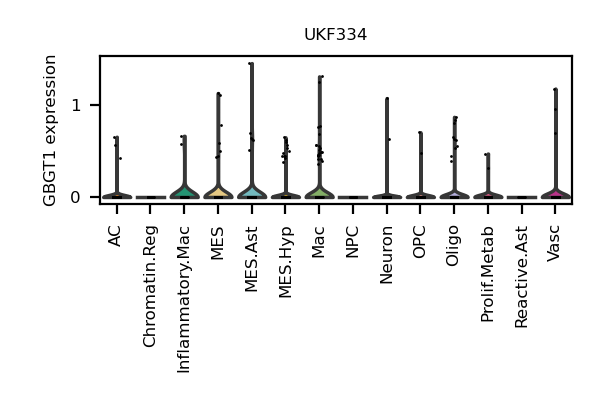 UKF334
GBGT1 expression
1
0
AC
Chromatin.Reg
Inflammatory.Mac
MES
MES.Ast
MES.Hyp
Mac
NPC
Neuron
OPC
Oligo
Prolif.Metab
Reactive.Ast
Vasc